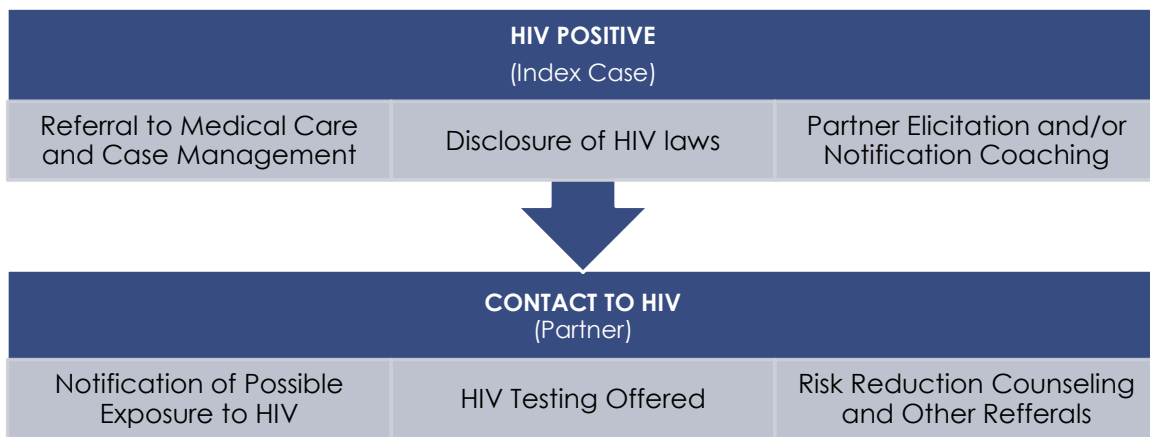 HIV POSITIVE
(Index Case)
Referral to Medical Care
and Case Management
Disclosure of HIV laws
Partner Elicitation and/or
Notification Coaching
CONTACT TO HIV
(Partner)
Notification of Possible
Exposure to HIV
HIV Testing Offered
Risk Reduction Counseling
and Other Refferals